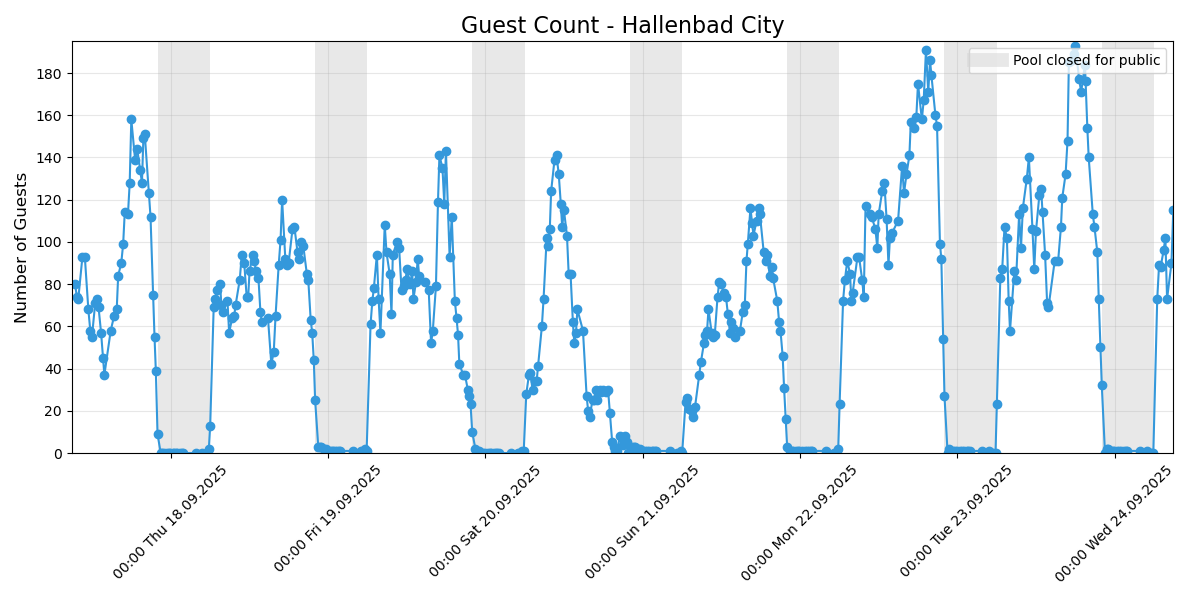 Guest Count - Hallenbad City
Pool closed for public
Number of Guests
180
160
140
120
100
80
60
40
20
0
00:00 Thu 18.09.2025
00:00 Fri 19.09.2025
00:00 Sat 20.09.2025
00:00 Sun 21.09.2025
00:00 Mon 22.09.2025
00:00 Tue 23.09.2025
00:00 Wed 24.09.2025